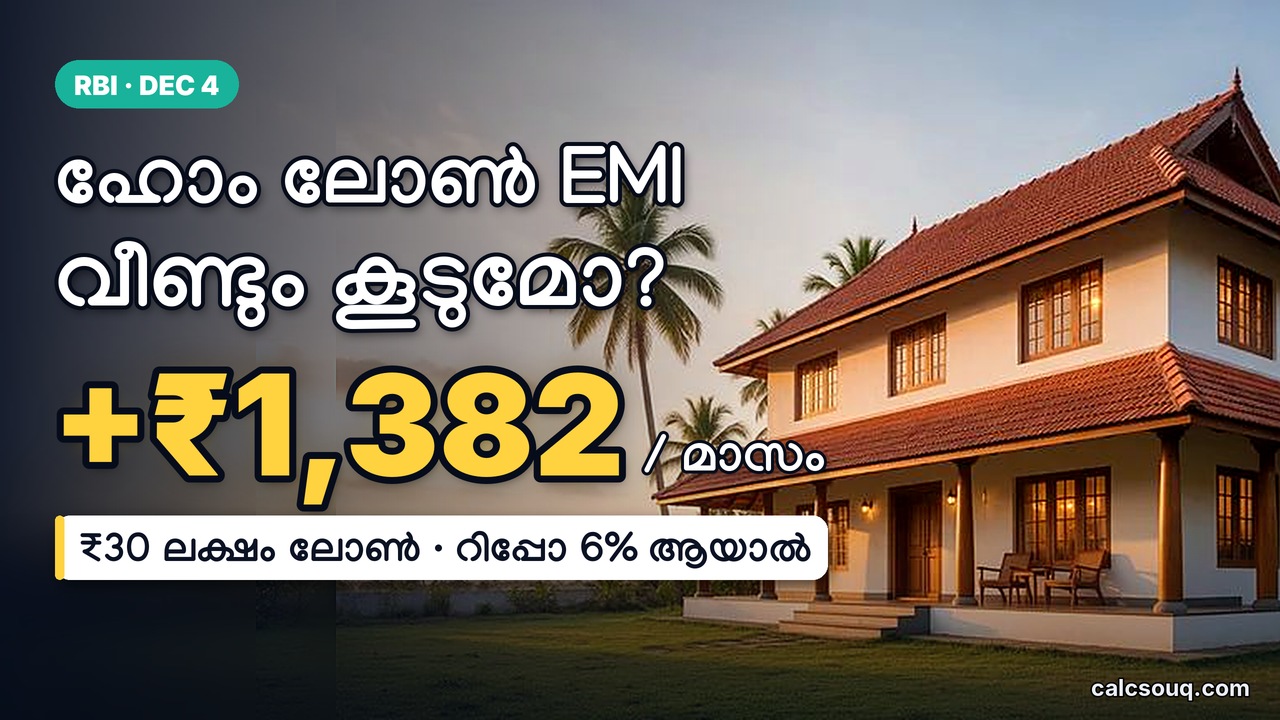 RBI · DEC 4
ഹോം ലോൺ EMI
വീണ്ടും കൂടുമോ?
+₹1,382 / മാസം
₹30 ലക്ഷം ലോൺ · റിപ്പോ 6% ആയാൽ
calcsouq.com